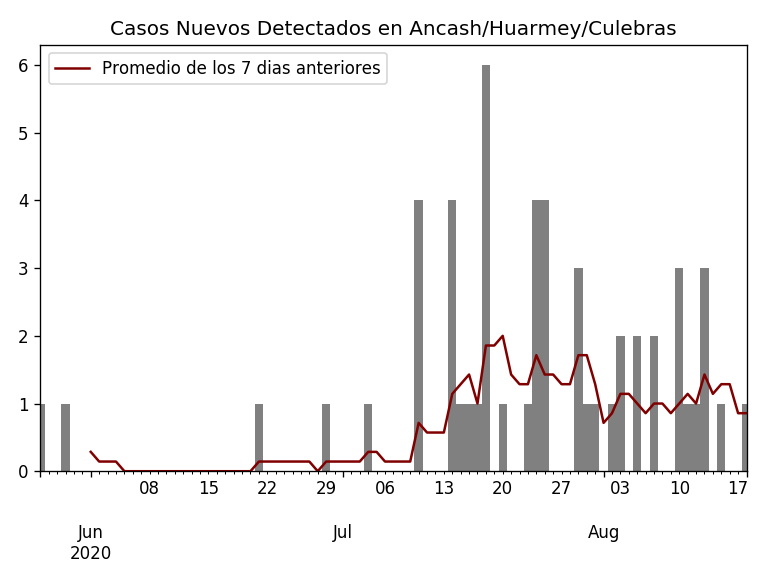 Casos Nuevos Detectados en Ancash/Huarmey/Culebras
Promedio de los 7 dias anteriores
6
5
4
3
2
1
0
08 15 22 29 06 13 20 27 03 10 17
Jun Jul Aug
2020